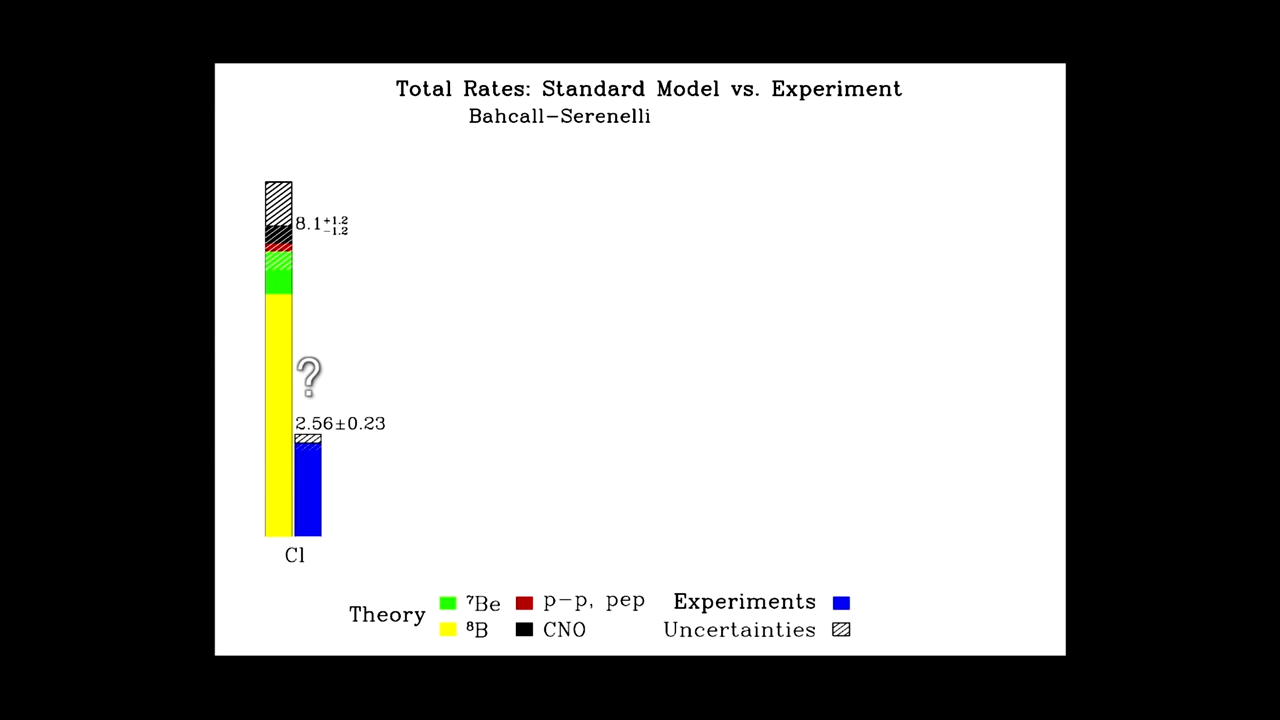 Total Rates: Standard Model vs. Experiment
Bahcall−Serenelli
8.1+1.2−1.2
?
2.56±0.23
Cl
Theory
⁷Be p−p, pep Experiments
⁸B CNO Uncertainties